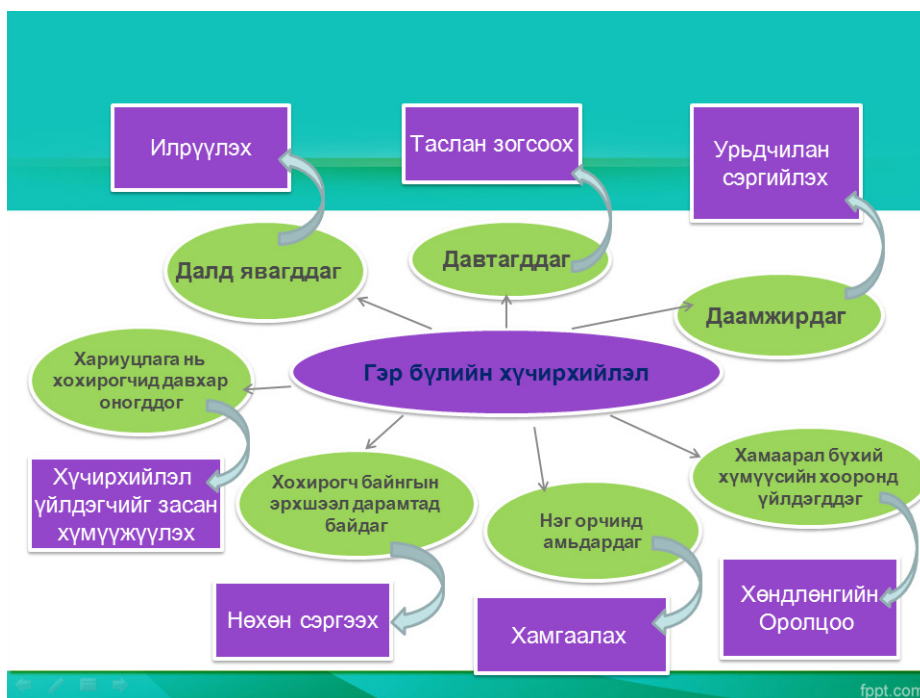 Илрүүлэх
Таслан зогсоох
Урьдчилан
сэргийлэх
Далд явагддаг
Давтагддаг
Даамжирдаг
Гэр бүлийн хүчирхийлэл
Хариуцлага нь
хохирогчид давхар
оногддог
Хүчирхийлэл
үйлдэгчийг засан
хүмүүжүүлэх
Хохирогч байнгын
эрхшээл дарамтад
байдаг
Нөхөн сэргээх
Нэг орчинд
амьдардаг
Хамгаалах
Хамаарал бүхий
хүмүүсийн хооронд
үйлдэгддэг
Хөндлөнгийн
Оролцоо
fppt.com